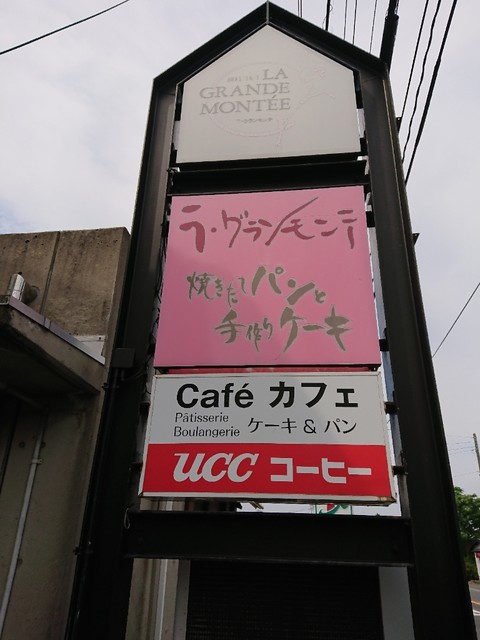 LA
GRANDE
MONTÉE
ラ・グランモンテ
焼きたてパンと
手作りケーキ
Café カフェ
Pâtisserie
Boulangerie ケーキ & パン
UCC コーヒー